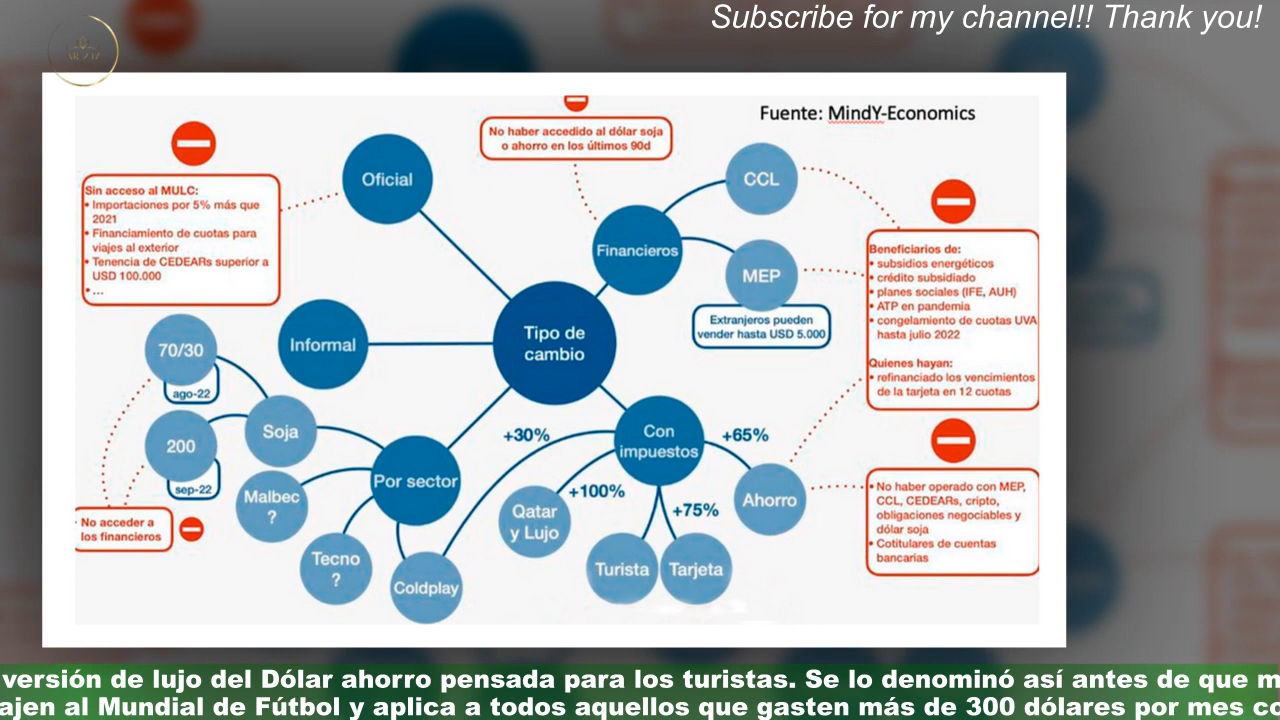 Subscribe for my channel!! Thank you!
Fuente: MindY-Economics
No haber accedido al dólar soja
o ahorro en los últimos 90d
Sin acceso al MULC:
• Importaciones por 5% más que
2021
• Financiamiento de cuotas para
viajes al exterior
• Tenencia de CEDEARs superior a
USD 100.000
• ...
Oficial
Financieros
CCL
MEP
Extranjeros pueden
vender hasta USD 5.000
Beneficiarios de:
• subsidios energéticos
• crédito subsidiado
• planes sociales (IFE, AUH)
• ATP en pandemia
• congelamiento de cuotas UVA
hasta julio 2022
Quienes hayan:
• refinanciado los vencimientos
de la tarjeta en 12 cuotas
Tipo de
cambio
Informal
70/30
ago-22
200
sep-22
Soja
Malbec
?
Tecno
?
Coldplay
Por sector
No acceder a
los financieros
Con
impuestos
+30%
+100%
+75%
+65%
Qatar
y Lujo
Turista
Tarjeta
Ahorro
• No haber operado con MEP,
CCL, CEDEARs, cripto,
obligaciones negociables y
dólar soja
• Cotitulares de cuentas
bancarias
versión de lujo del Dólar ahorro pensada para los turistas. Se lo denominó así antes de que m
ajen al Mundial de Fútbol y aplica a todos aquellos que gasten más de 300 dólares por mes co